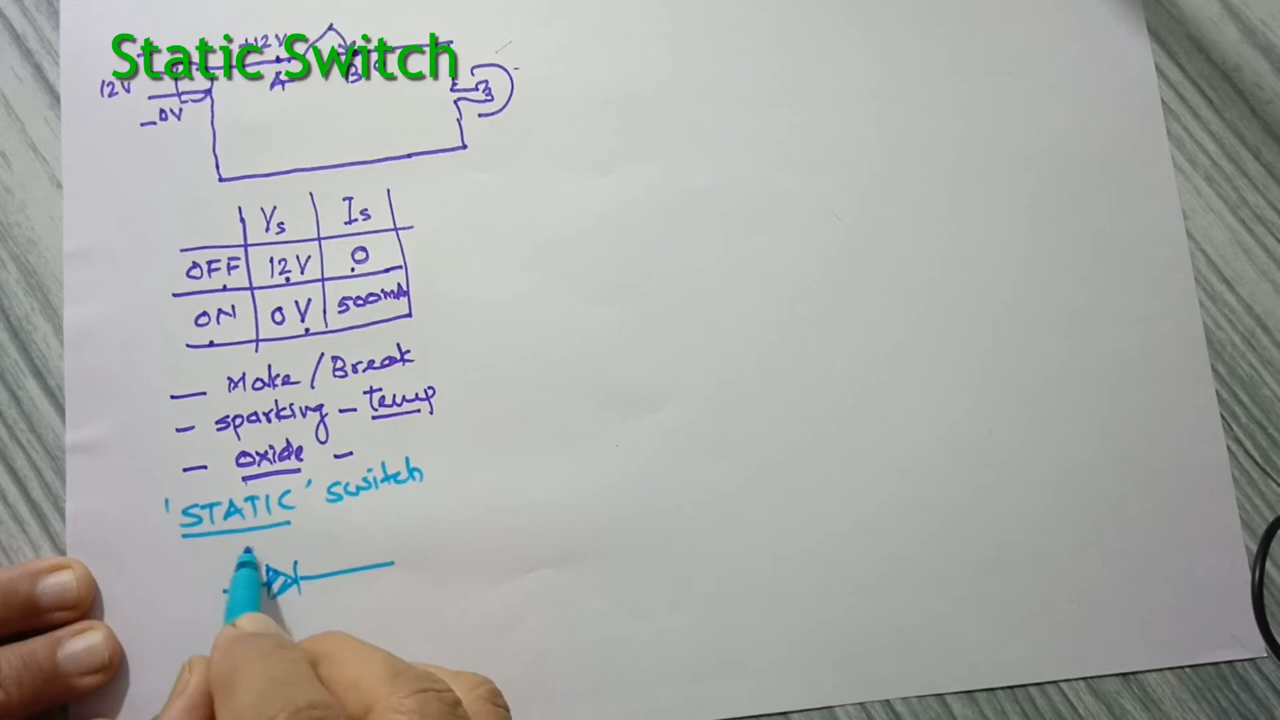 Static Switch
+12V
12V
A
B
-0V
Vs Is
OFF 12V 0
ON 0V 500mA
- Make / Break
- sparking - temp
- oxide -
'STATIC' switch